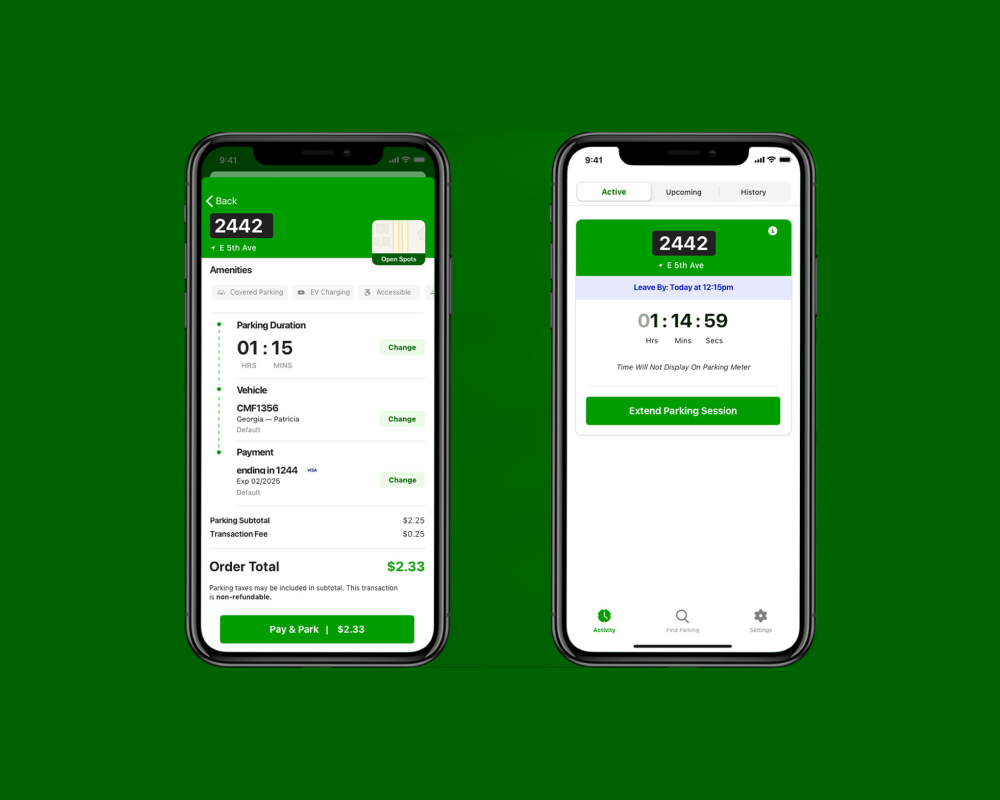 9:41
Back
2442
E 5th Ave
Open Spots
Amenities
Covered Parking
EV Charging
Accessible
Parking Duration
01 : 15
Change
HRS MINS
Vehicle
CMF1356
Georgia — Patricia
Change
Default
Payment
ending in 1244 VISA
Exp 02/2025
Change
Default
Parking Subtotal $2.25
Transaction Fee $0.25
Order Total $2.33
Parking taxes may be included in subtotal. This transaction
is non-refundable.
Pay & Park | $2.33
9:41
Active Upcoming History
2442
E 5th Ave
Leave By: Today at 12:15pm
01 : 14 : 59
Hrs Mins Secs
Time Will Not Display On Parking Meter
Extend Parking Session
Activity Find Parking Settings